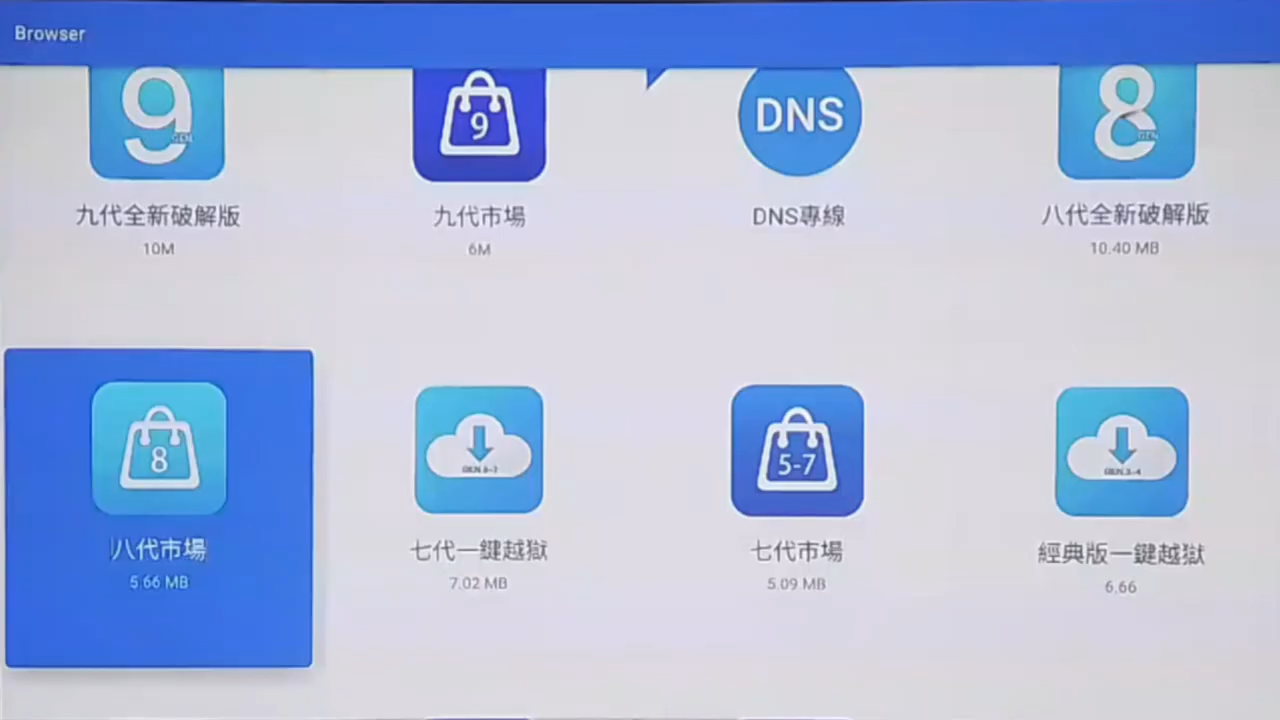 Browser
9
GEN
9
DNS
8
GEN
九代全新破解版
九代市場
DNS專線
八代全新破解版
10M
6M
10.40 MB
8
5-7
八代市場
七代一鍵越獄
七代市場
經典版一鍵越獄
5.66 MB
7.02 MB
5.09 MB
6.66